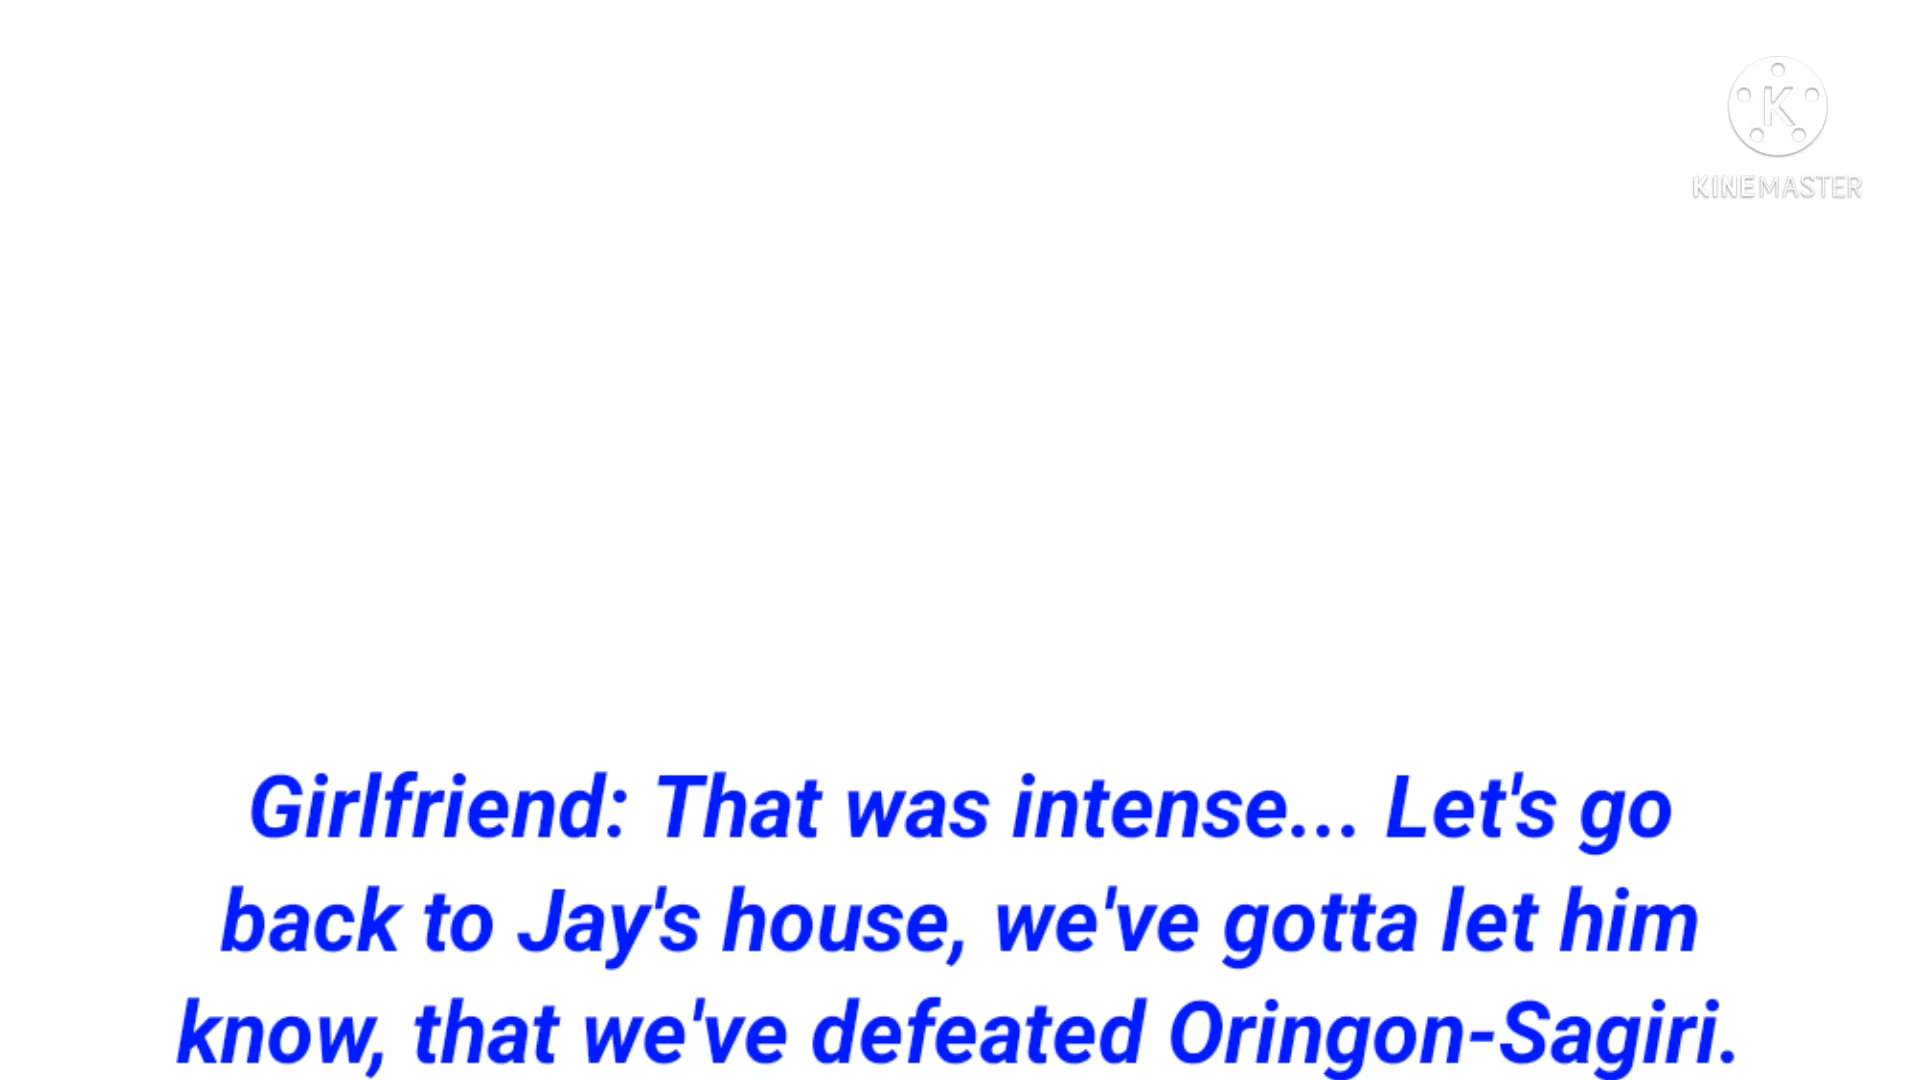 K
KINEMASTER
Girlfriend: That was intense... Let's go
back to Jay's house, we've gotta let him
know, that we've defeated Oringon-Sagiri.